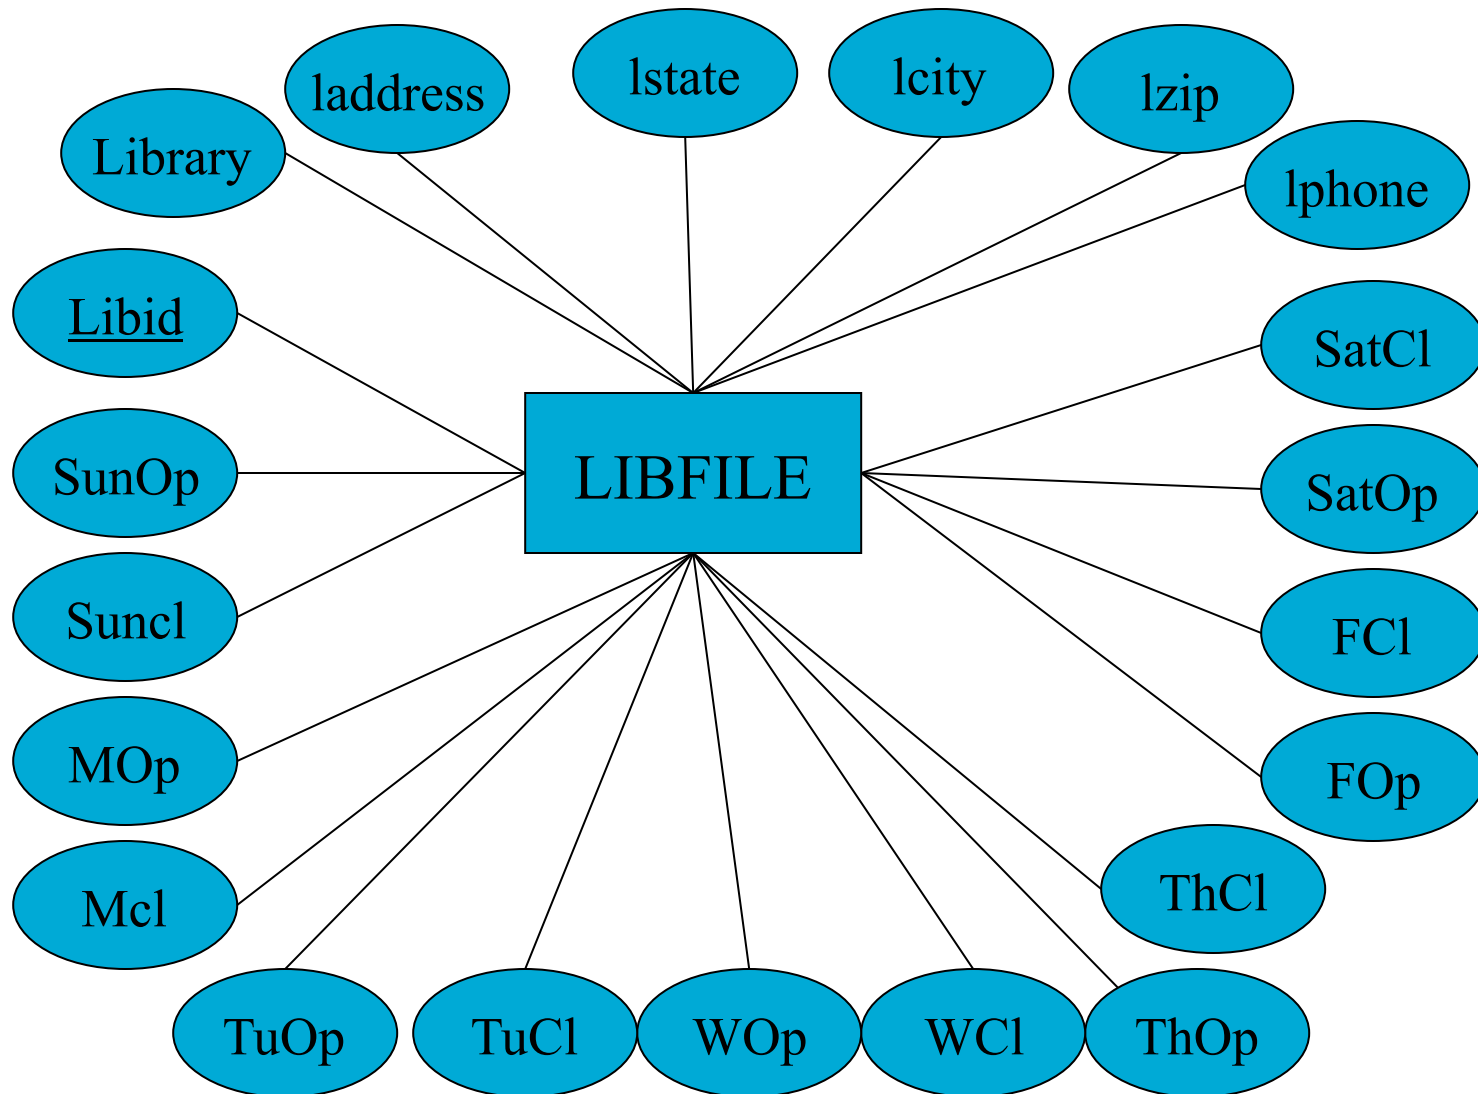 laddress
lstate
lcity
lzip
Library
lphone
Libid
SatCl
SunOp
LIBFILE
SatOp
Suncl
FCl
MOp
FOp
Mcl
ThCl
TuOp
TuCl
WOp
WCl
ThOp